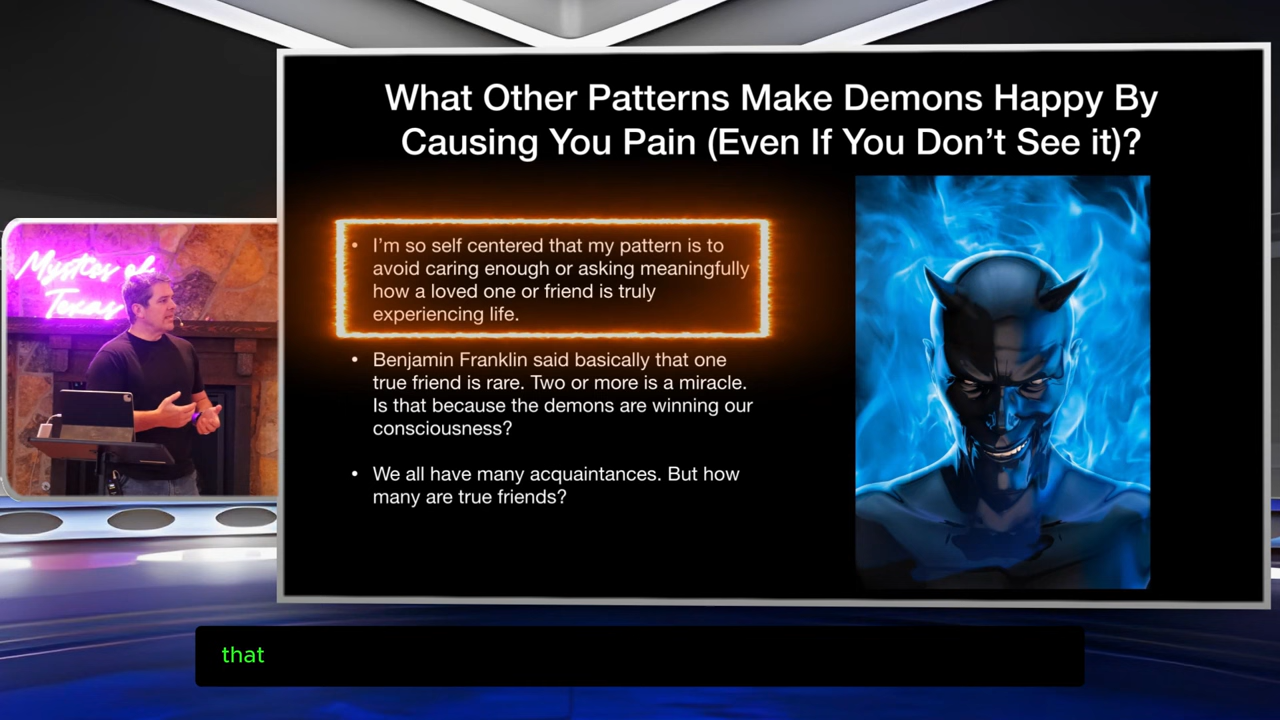 What Other Patterns Make Demons Happy By
Causing You Pain (Even If You Don’t See it)?
Mystics of
Texas
• I’m so self centered that my pattern is to
avoid caring enough or asking meaningfully
how a loved one or friend is truly
experiencing life.
• Benjamin Franklin said basically that one
true friend is rare. Two or more is a miracle.
Is that because the demons are winning our
consciousness?
• We all have many acquaintances. But how
many are true friends?
that